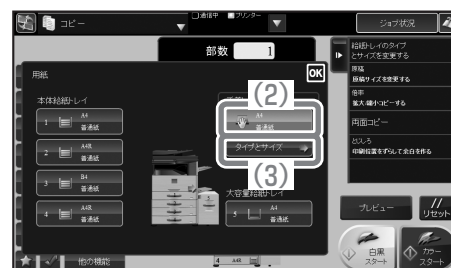 コピー
通信中 プリンター
ジョブ状況
部数 1
用紙
OK
本体給紙トレイ
1 A4 普通紙
2 A4R 普通紙
3 B4 普通紙
4 A4R 普通紙
(2)
A4
普通紙
タイプとサイズ
(3)
大容量給紙トレイ
5 A4 普通紙
給紙トレイのタイプ
とサイズを変更する
原稿
原稿サイズを変更する
倍率
拡大・縮小コピーする
両面コピー
とじしろ
印刷位置をずらして余白を作る
プレビュー
リセット
白黒
スタート
カラー
スタート
他の機能
4 A4R